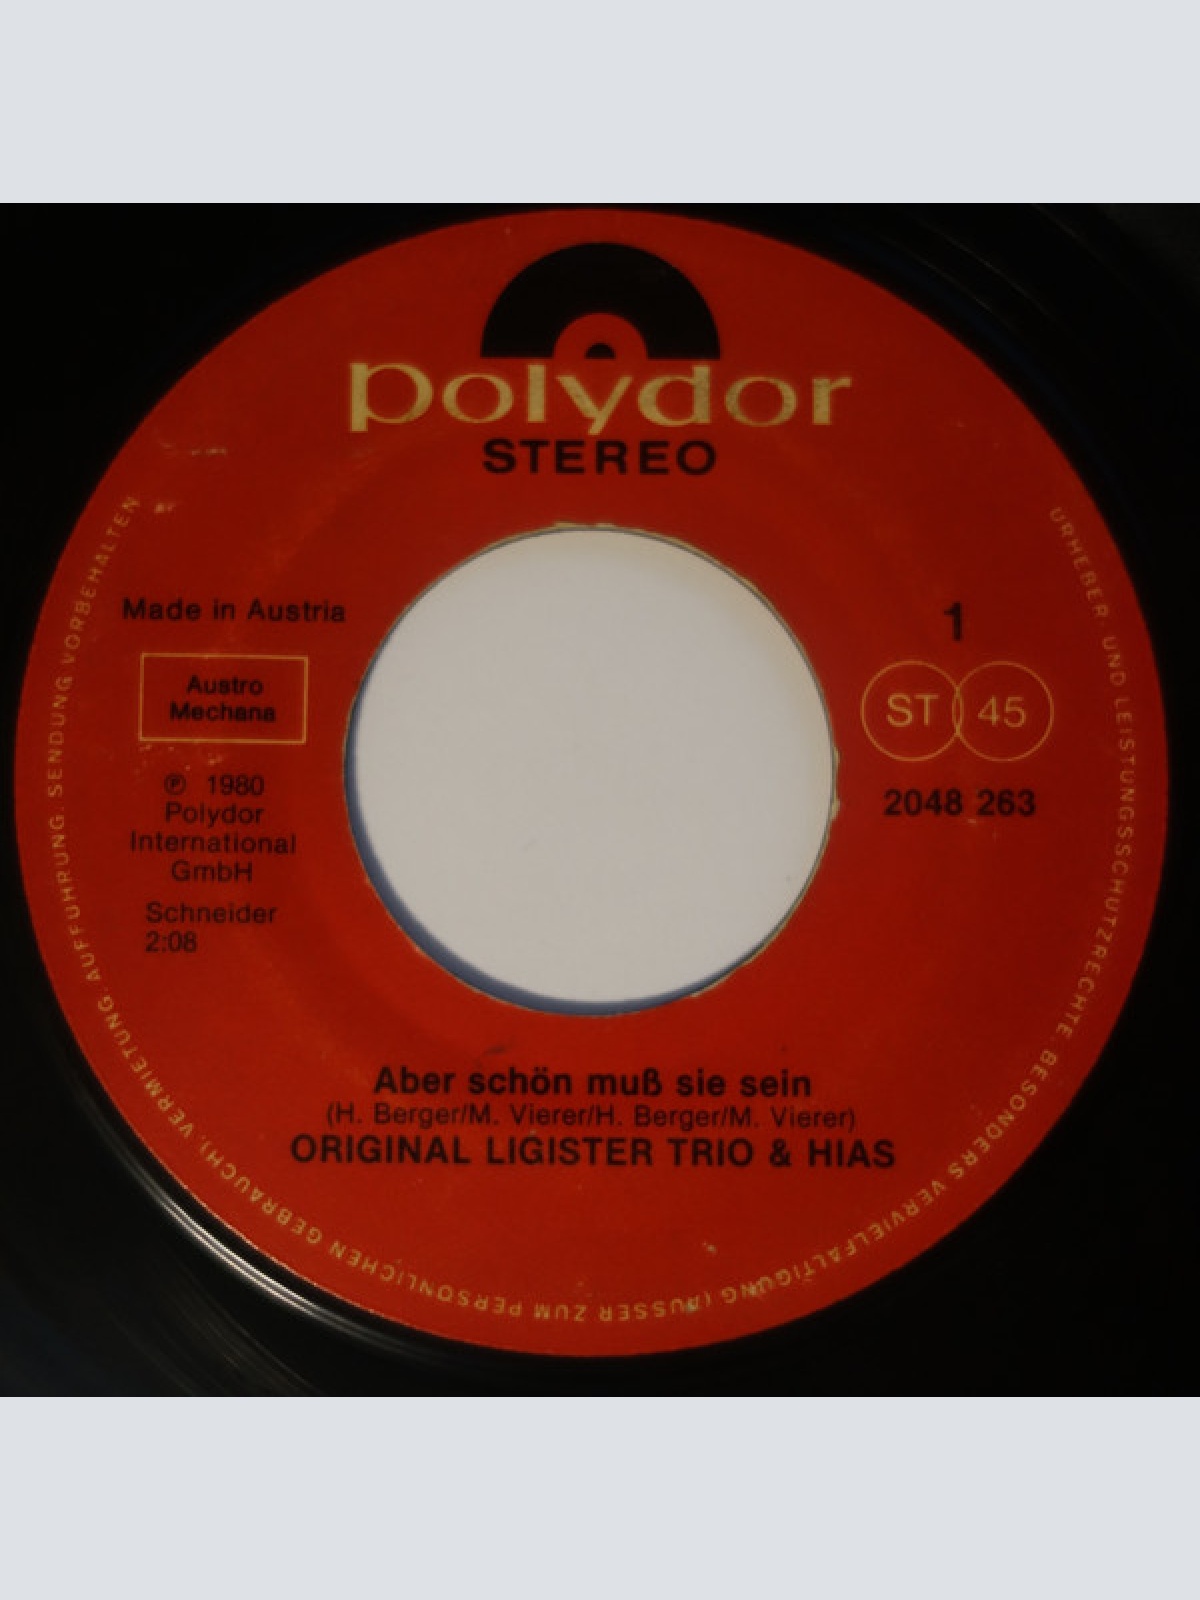 polydor
STEREO
Made in Austria
Austro
Mechana
℗ 1980
Polydor
International
GmbH
Schneider
2:08
1
ST 45
2048 263
Aber schön muß sie sein
(H. Berger/M. Vierer/H. Berger/M. Vierer)
ORIGINAL LIGISTER TRIO & HIAS
URHEBER- UND LEISTUNGSSCHUTZRECHTE, BESONDERS VERVIELFÄLTIGUNG (AUSSER ZUM PERSÖNLICHEN GEBRAUCH), VERMIETUNG, AUFFÜHRUNG, SENDUNG VORBEHALTEN